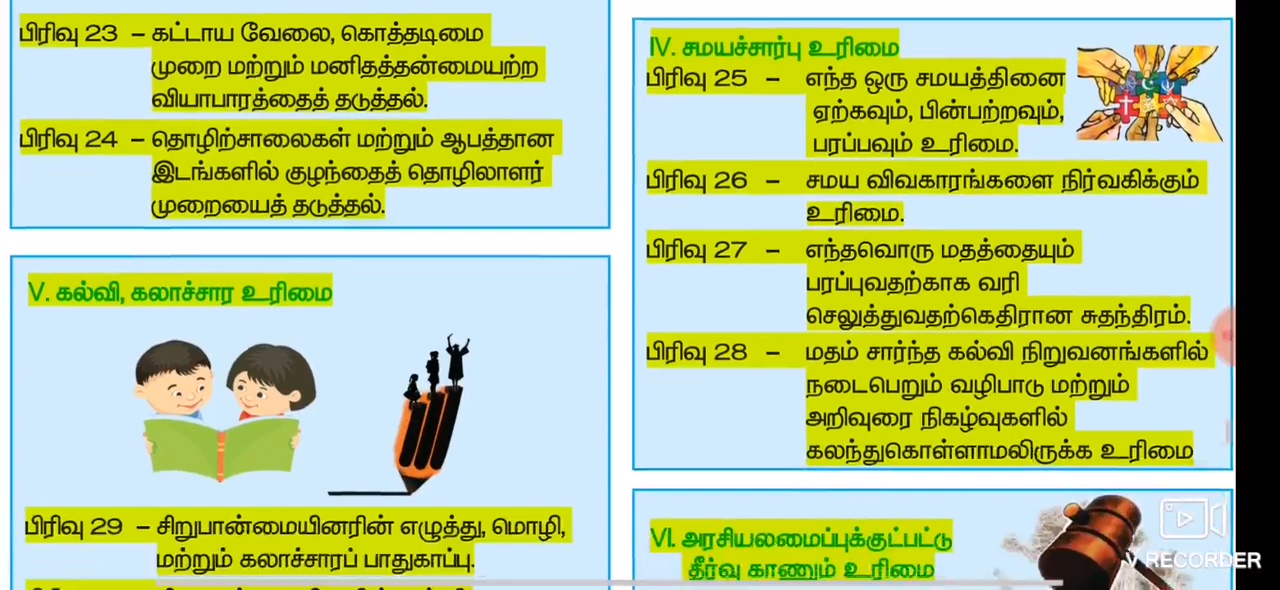 பிரிவு 23 – கட்டாய வேலை, கொத்தடிமை
முறை மற்றும் மனிதத்தன்மையற்ற
வியாபாரத்தைத் தடுத்தல்.
பிரிவு 24 – தொழிற்சாலைகள் மற்றும் ஆபத்தான
இடங்களில் குழந்தைத் தொழிலாளர்
முறையைத் தடுத்தல்.
V. கல்வி, கலாச்சார உரிமை
பிரிவு 29 – சிறுபான்மையினரின் எழுத்து, மொழி,
மற்றும் கலாச்சாரப் பாதுகாப்பு.
IV. சமயச்சார்பு உரிமை
பிரிவு 25 – எந்த ஒரு சமயத்தினை
ஏற்கவும், பின்பற்றவும்,
பரப்பவும் உரிமை.
பிரிவு 26 – சமய விவகாரங்களை நிர்வகிக்கும்
உரிமை.
பிரிவு 27 – எந்தவொரு மதத்தையும்
பரப்புவதற்காக வரி
செலுத்துவதற்கெதிரான சுதந்திரம்.
பிரிவு 28 – மதம் சார்ந்த கல்வி நிறுவனங்களில்
நடைபெறும் வழிபாடு மற்றும்
அறிவுரை நிகழ்வுகளில்
கலந்துகொள்ளாமலிருக்க உரிமை
VI. அரசியலமைப்புக்குட்பட்டு
தீர்வு காணும் உரிமை
V RECORDER